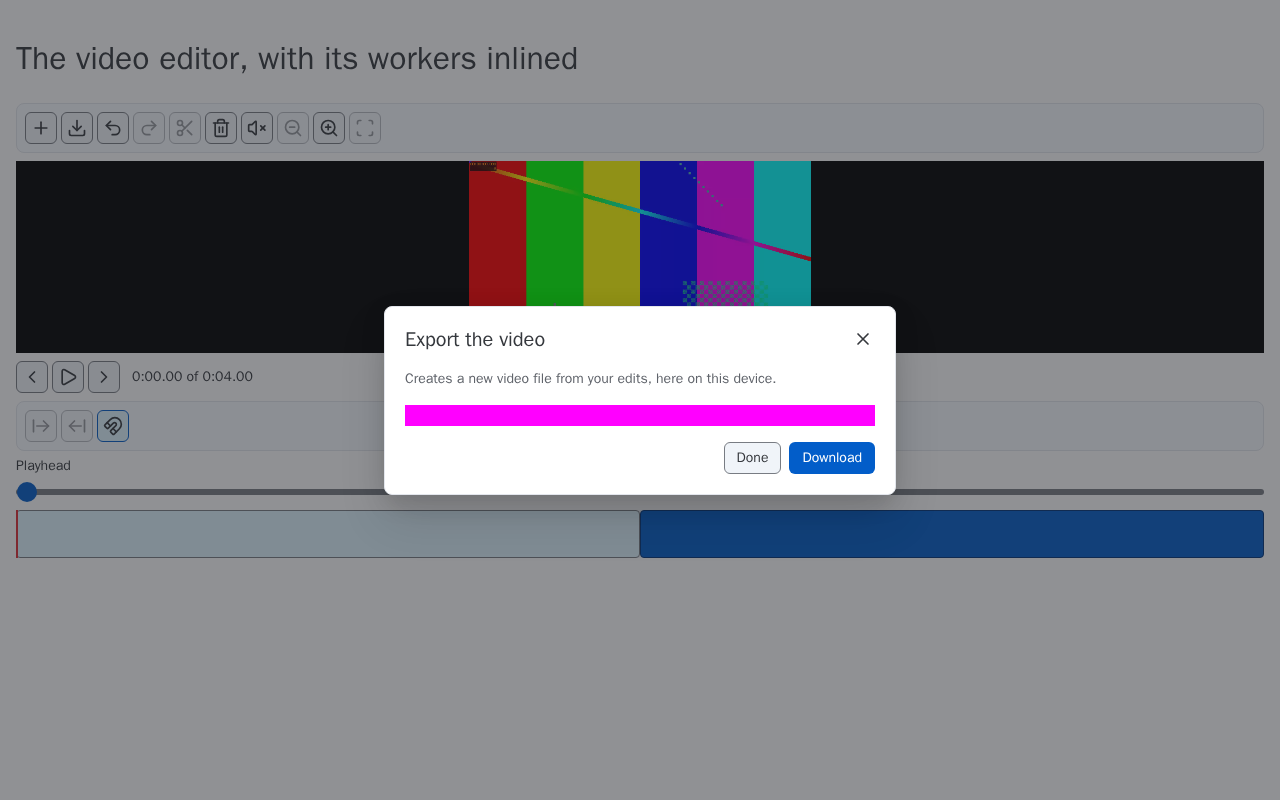 The video editor, with its workers inlined
Export the video
Creates a new video file from your edits, here on this device.
0:00.00 of 0:04.00
Done
Download
Playhead